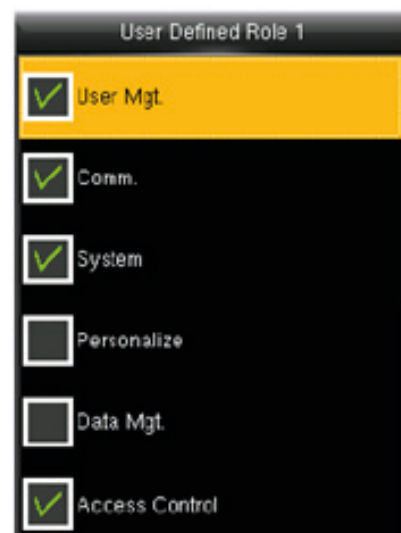 User Defined Role 1
User Mgt.
Comm.
System
Personalize
Data Mgt.
Access Control